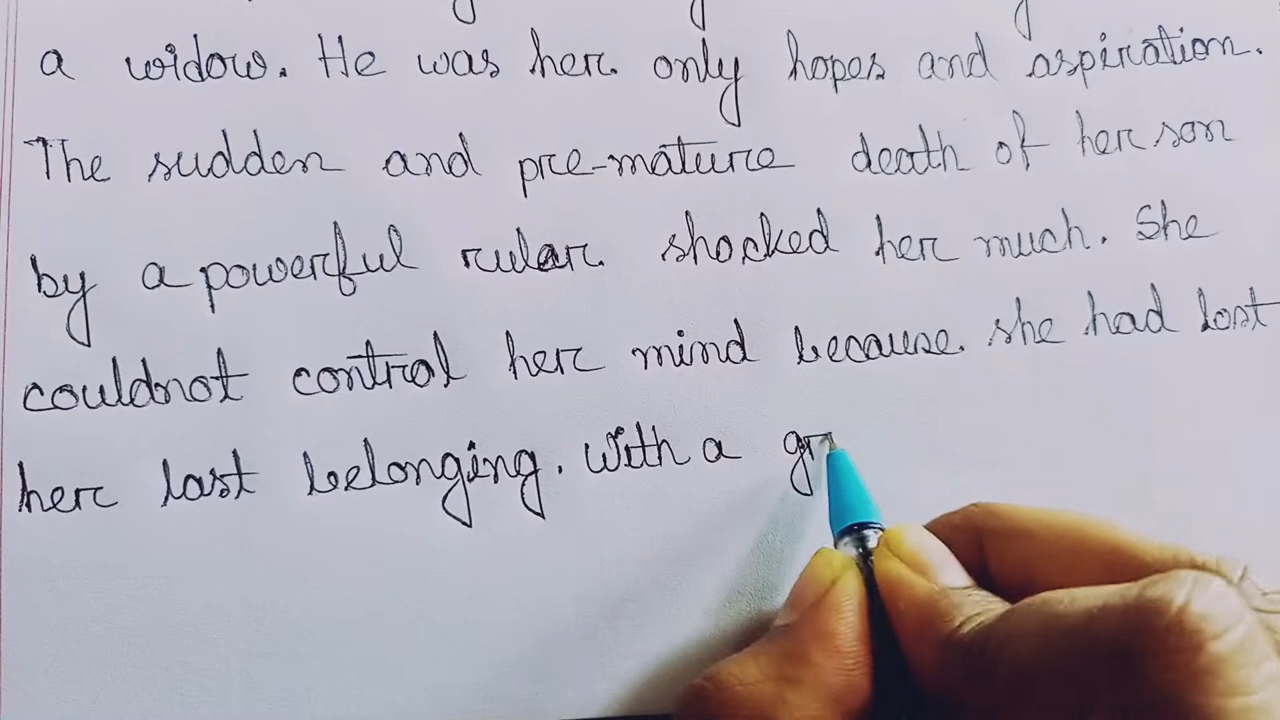 a widow. He was her only hopes and aspiration.
The sudden and pre-mature death of her son
by a powerful rular shocked her much. She
couldnot control her mind because she had lost
her last belonging. With a gr